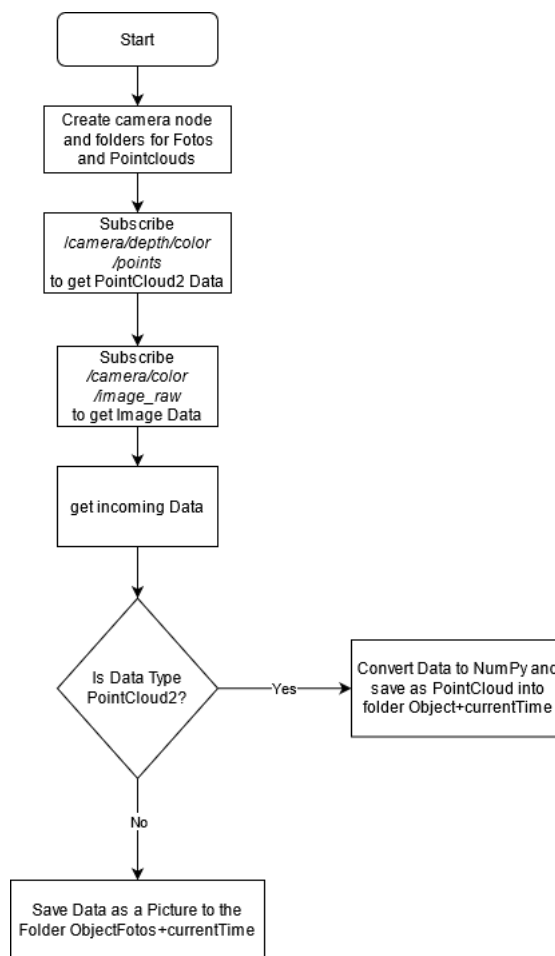 Start
Create camera node
and folders for Fotos
and Pointclouds
Subscribe
/camera/depth/color
/points
to get PointCloud2 Data
Subscribe
/camera/color
/image_raw
to get Image Data
get incoming Data
Is Data Type
PointCloud2?
Yes
Convert Data to NumPy and
save as PointCloud into
folder Object+currentTime
No
Save Data as a Picture to the
Folder ObjectFotos+currentTime